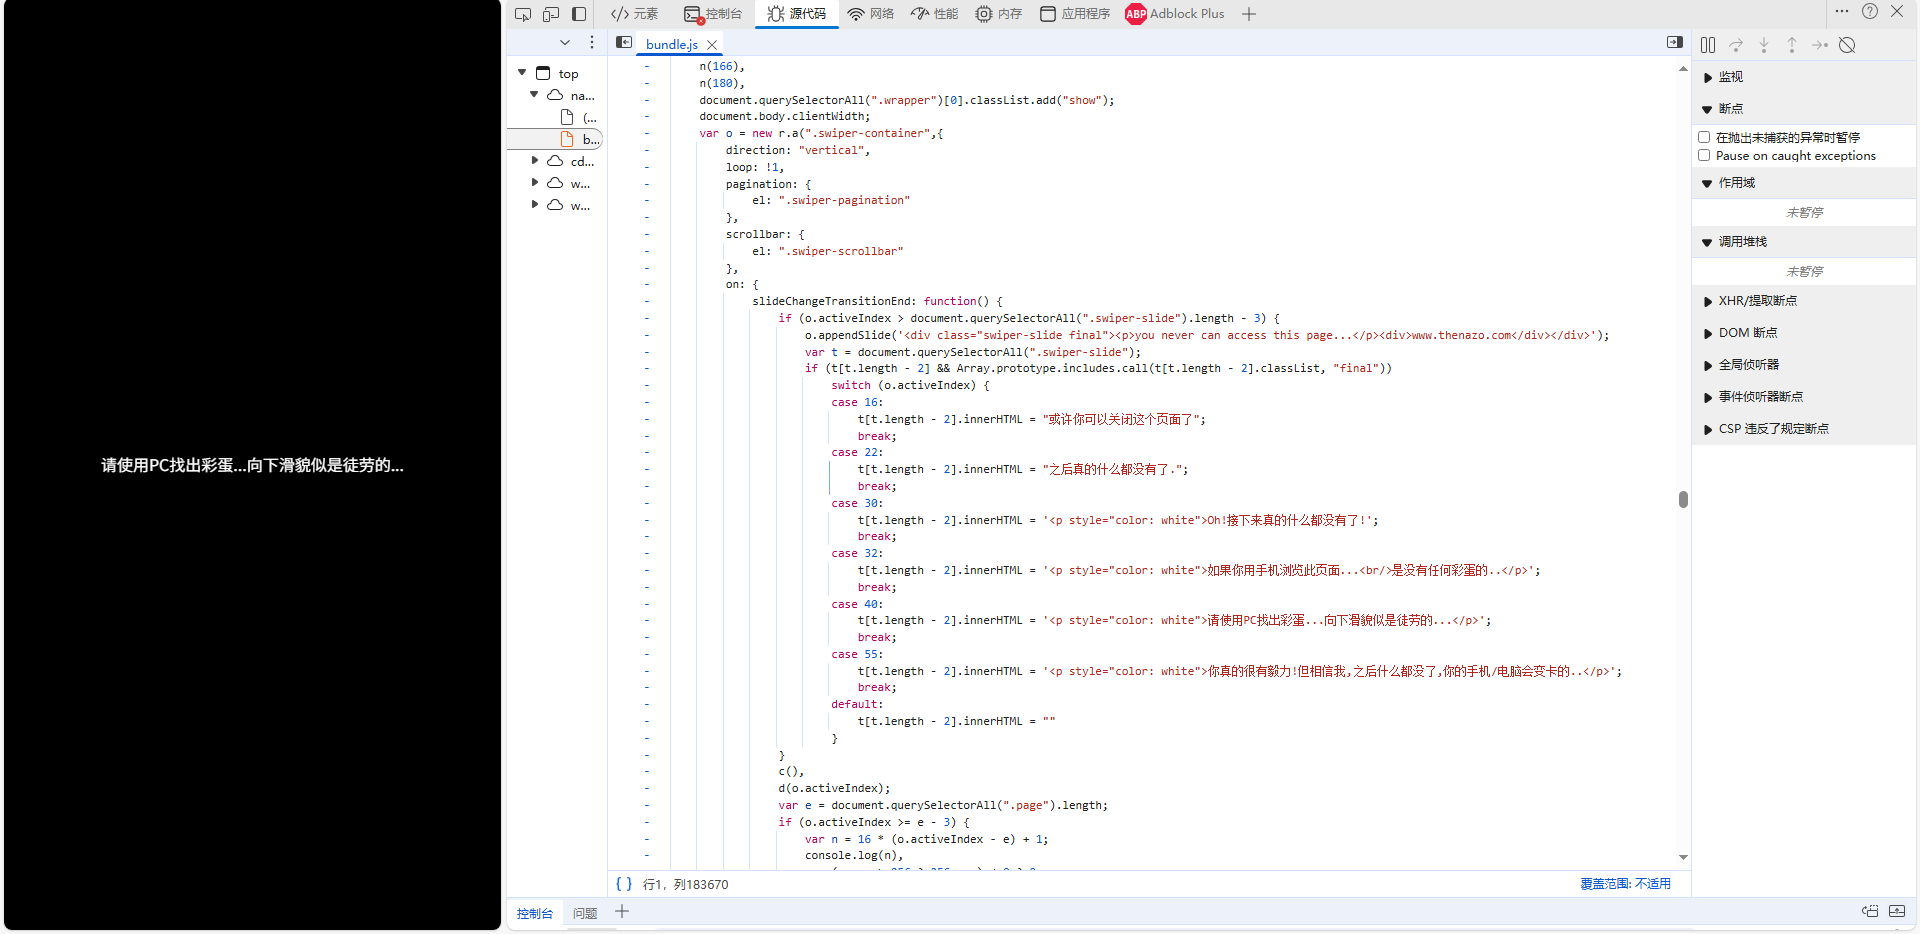 请使用PC找出彩蛋...向下滑貌似是徒劳的...
元素
控制台
源代码
网络
性能
内存
应用程序
ABP Adblock Plus
bundle.js
top
na...
(...
b...
cd...
w...
w...
n(166),
n(180),
document.querySelectorAll(".wrapper")[0].classList.add("show");
document.body.clientWidth;
var o = new r.a(".swiper-container",{
direction: "vertical",
loop: !1,
pagination: {
el: ".swiper-pagination"
},
scrollbar: {
el: ".swiper-scrollbar"
},
on: {
slideChangeTransitionEnd: function() {
if (o.activeIndex > document.querySelectorAll(".swiper-slide").length - 3) {
o.appendSlide('<div class="swiper-slide final"><p>you never can access this page...</p><div>www.thenazo.com</div></div>');
var t = document.querySelectorAll(".swiper-slide");
if (t[t.length - 2] && Array.prototype.includes.call(t[t.length - 2].classList, "final"))
switch (o.activeIndex) {
case 16:
t[t.length - 2].innerHTML = "或许你可以关闭这个页面了";
break;
case 22:
t[t.length - 2].innerHTML = "之后真的什么都没有了.";
break;
case 30:
t[t.length - 2].innerHTML = '<p style="color: white">Oh!接下来真的什么都没有了!';
break;
case 32:
t[t.length - 2].innerHTML = '<p style="color: white">如果你用手机浏览此页面...<br/>是没有任何彩蛋的..</p>';
break;
case 40:
t[t.length - 2].innerHTML = '<p style="color: white">请使用PC找出彩蛋...向下滑貌似是徒劳的...</p>';
break;
case 55:
t[t.length - 2].innerHTML = '<p style="color: white">你真的很有毅力!但相信我,之后什么都没了,你的手机/电脑会变卡的..</p>';
break;
default:
t[t.length - 2].innerHTML = ""
}
}
c(),
d(o.activeIndex);
var e = document.querySelectorAll(".page").length;
if (o.activeIndex >= e - 3) {
var n = 16 * (o.activeIndex - e) + 1;
console.log(n),
{ } 行1，列183670
覆盖范围: 不适用
控制台
问题
监视
断点
在抛出未捕获的异常时暂停
Pause on caught exceptions
作用域
未暂停
调用堆栈
未暂停
XHR/提取断点
DOM 断点
全局侦听器
事件侦听器断点
CSP 违反了规定断点